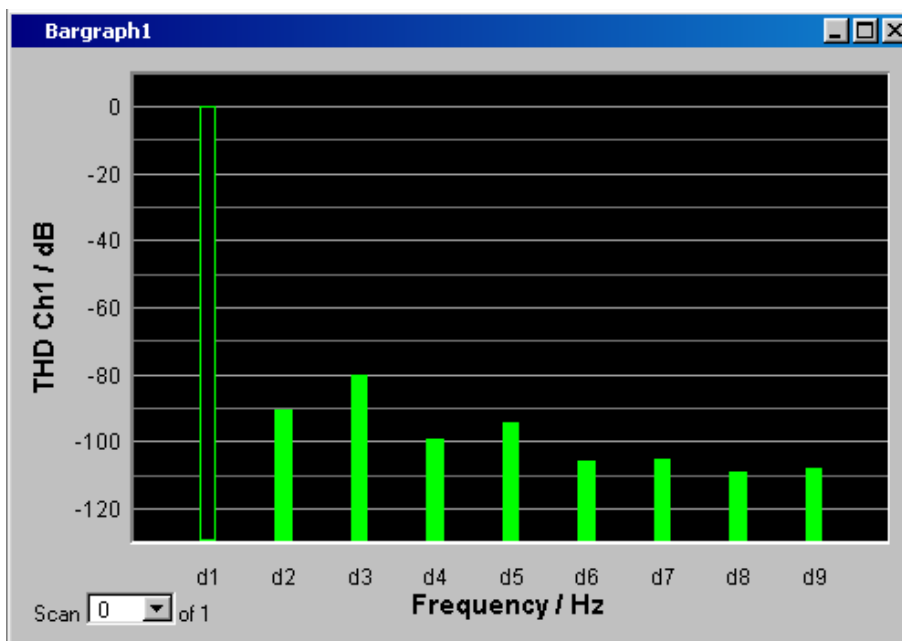 Bargraph1
THD Ch1 / dB
0
-20
-40
-60
-80
-100
-120
d1 d2 d3 d4 d5 d6 d7 d8 d9
Frequency / Hz
Scan 0 of 1